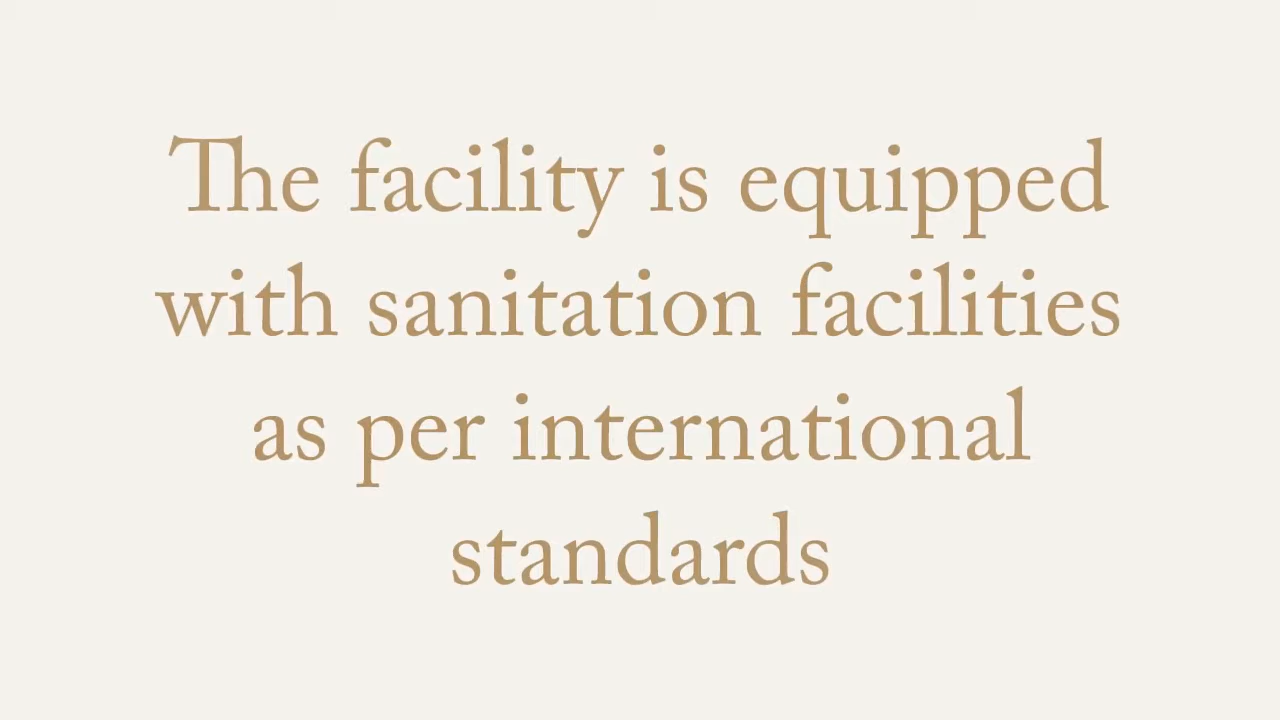 The facility is equipped
with sanitation facilities
as per international
standards